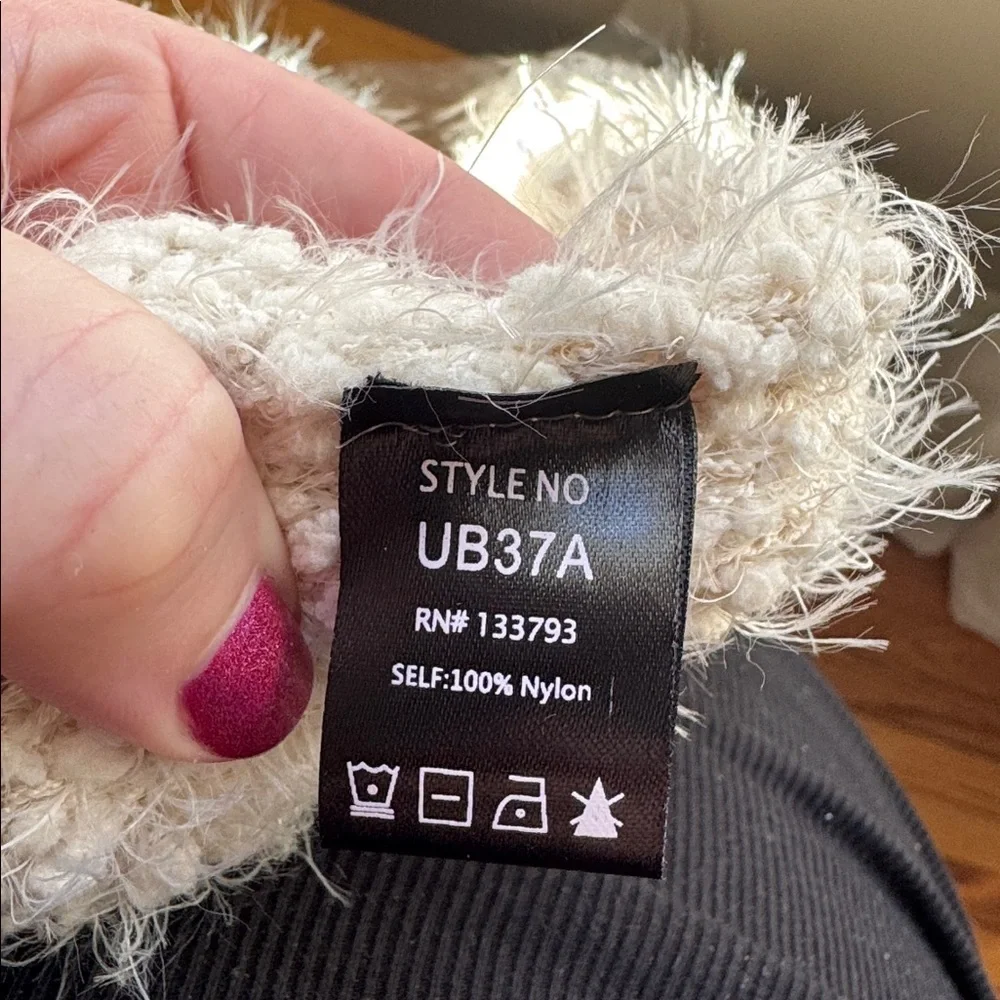 STYLE NO
UB37A
RN# 133793
SELF:100% Nylon